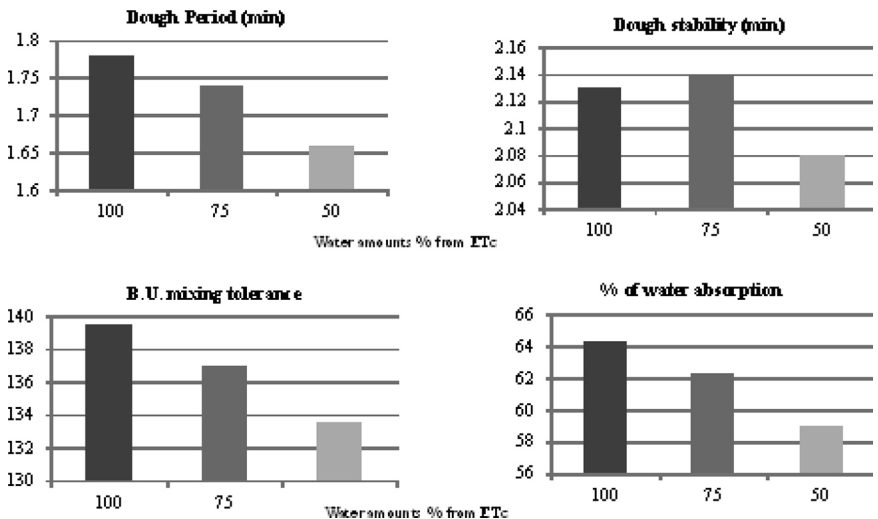 Dough Period (min)
1.8
1.75
1.7
1.65
1.6
100 75 50
Dough stability (min)
2.16
2.14
2.12
2.1
2.08
2.06
2.04
100 75 50
Water amounts % from ETc
B.U. mixing tolerance
140
138
136
134
132
130
100 75
% of water absorption
66
64
62
60
58
56
100 75 50
Water amounts % from ETc